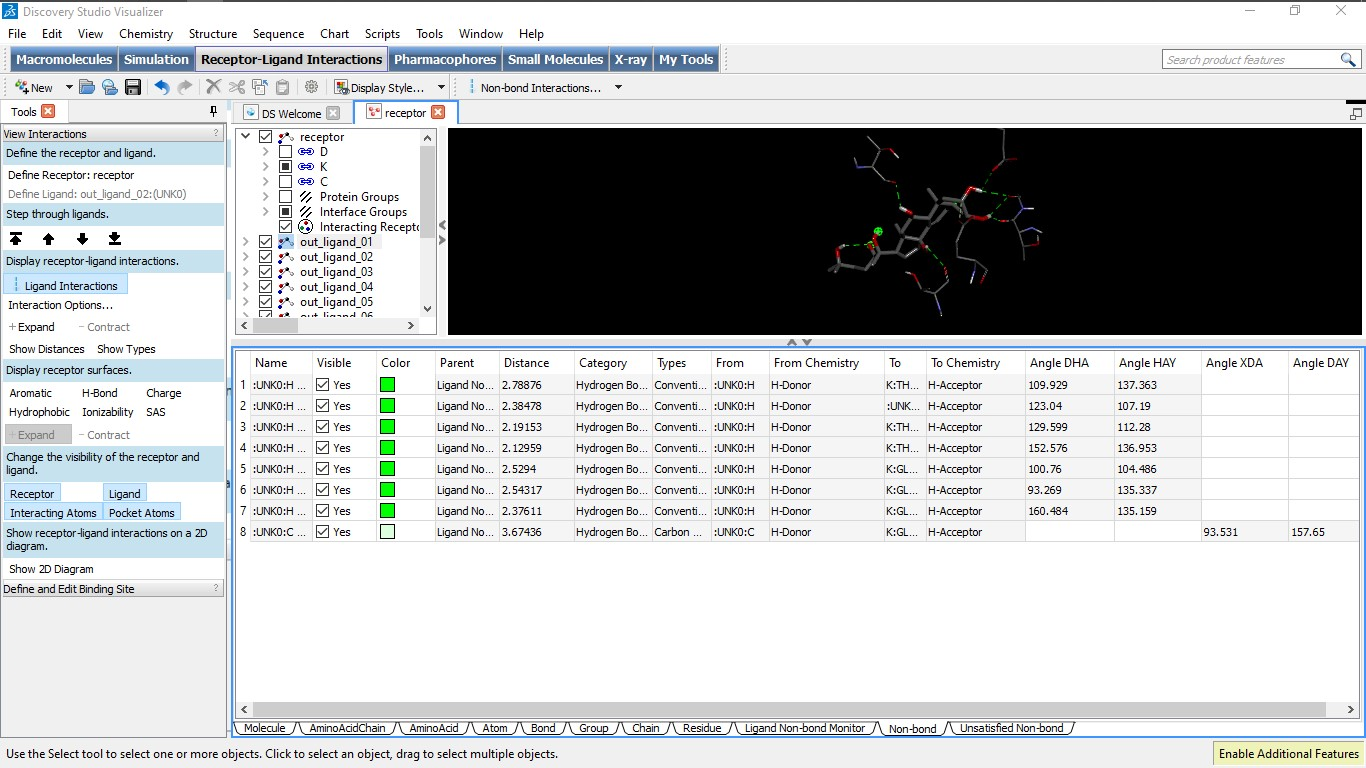 Discovery Studio Visualizer
File Edit View Chemistry Structure Sequence Chart Scripts Tools Window Help
Macromolecules Simulation Receptor-Ligand Interactions Pharmacophores Small Molecules X-ray My Tools Search product features
New Display Style... Non-bond Interactions...
Tools DS Welcome receptor
View Interactions ?
Define the receptor and ligand.
Define Receptor: receptor
Define Ligand: out_ligand_02:(UNK0)
Step through ligands.
Display receptor-ligand interactions.
Ligand Interactions
Interaction Options...
+ Expand - Contract
Show Distances Show Types
Display receptor surfaces.
Aromatic H-Bond Charge
Hydrophobic Ionizability SAS
+ Expand - Contract
Change the visibility of the receptor and
ligand.
Receptor Ligand
Interacting Atoms Pocket Atoms
Show receptor-ligand interactions on a 2D
diagram.
Show 2D Diagram
Define and Edit Binding Site ?
receptor
D
K
C
Protein Groups
Interface Groups
Interacting Recepto
out_ligand_01
out_ligand_02
out_ligand_03
out_ligand_04
out_ligand_05
out_ligand_06
Name Visible Color Parent Distance Category Types From From Chemistry To To Chemistry Angle DHA Angle HAY Angle XDA Angle DAY
1 :UNK0:H ... Yes Ligand No... 2.78876 Hydrogen Bo... Conventi... :UNK0:H H-Donor K:TH... H-Acceptor 109.929 137.363
2 :UNK0:H ... Yes Ligand No... 2.38478 Hydrogen Bo... Conventi... :UNK0:H H-Donor :UNK... H-Acceptor 123.04 107.19
3 :UNK0:H ... Yes Ligand No... 2.19153 Hydrogen Bo... Conventi... :UNK0:H H-Donor K:TH... H-Acceptor 129.599 112.28
4 :UNK0:H ... Yes Ligand No... 2.12959 Hydrogen Bo... Conventi... :UNK0:H H-Donor K:TH... H-Acceptor 152.576 136.953
5 :UNK0:H ... Yes Ligand No... 2.5294 Hydrogen Bo... Conventi... :UNK0:H H-Donor K:GL... H-Acceptor 100.76 104.486
6 :UNK0:H ... Yes Ligand No... 2.54317 Hydrogen Bo... Conventi... :UNK0:H H-Donor K:GL... H-Acceptor 93.269 135.337
7 :UNK0:H ... Yes Ligand No... 2.37611 Hydrogen Bo... Conventi... :UNK0:H H-Donor K:GL... H-Acceptor 160.484 135.159
8 :UNK0:C ... Yes Ligand No... 3.67436 Hydrogen Bo... Carbon ... :UNK0:C H-Donor K:GL... H-Acceptor 93.531 157.65
Molecule AminoAcidChain AminoAcid Atom Bond Group Chain Residue Ligand Non-bond Monitor Non-bond Unsatisfied Non-bond
Use the Select tool to select one or more objects. Click to select an object, drag to select multiple objects. Enable Additional Features